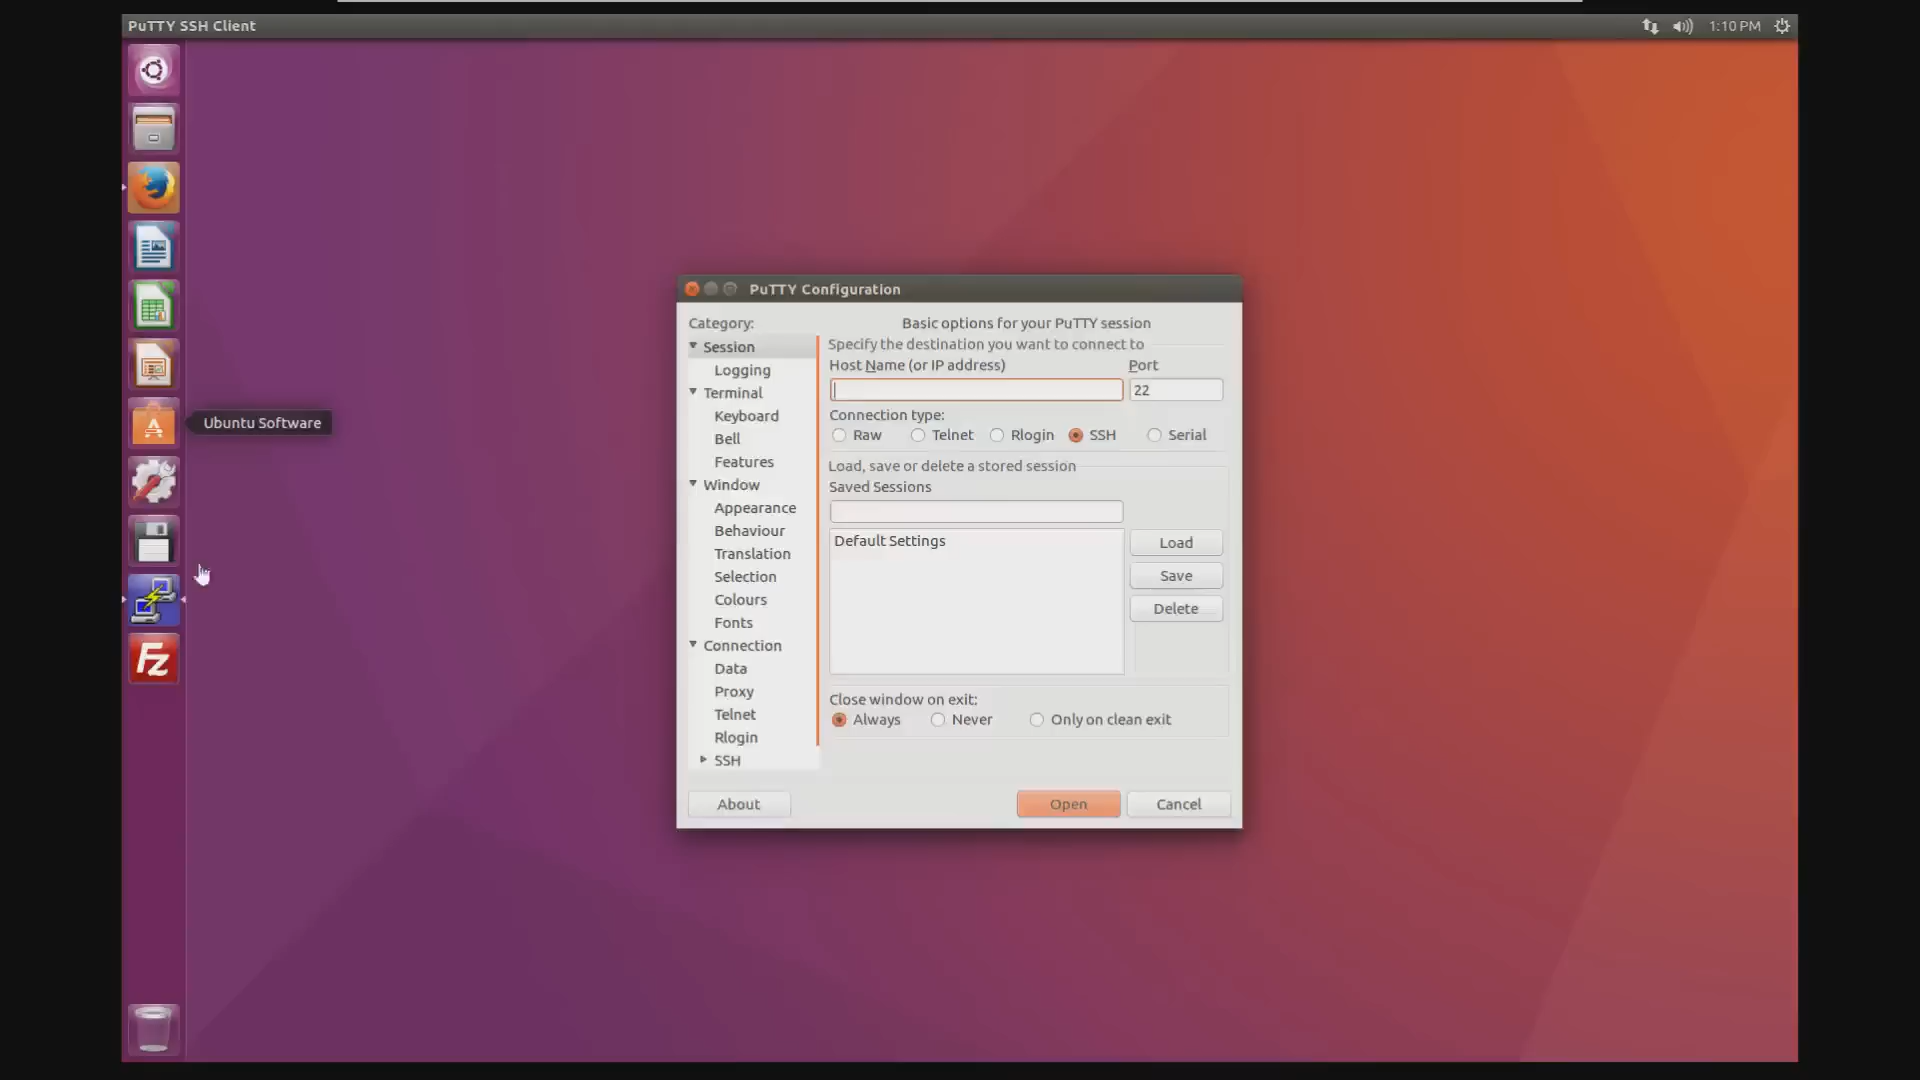 PuTTY SSH Client
1:10 PM
Ubuntu Software
PuTTY Configuration
Category:
Session
Logging
Terminal
Keyboard
Bell
Features
Window
Appearance
Behaviour
Translation
Selection
Colours
Fonts
Connection
Data
Proxy
Telnet
Rlogin
SSH
Basic options for your PuTTY session
Specify the destination you want to connect to
Host Name (or IP address) Port
22
Connection type:
Raw Telnet Rlogin SSH Serial
Load, save or delete a stored session
Saved Sessions
Default Settings
Load
Save
Delete
Close window on exit:
Always Never Only on clean exit
About Open Cancel
Fz